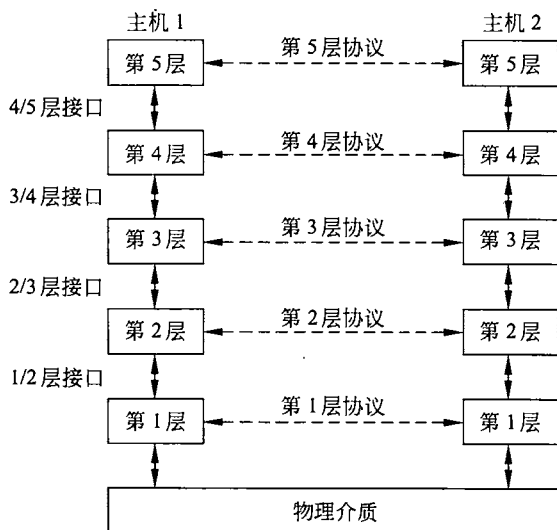 主机 1
主机 2
第 5 层
第 5 层协议
第 5 层
4/5 层接口
第 4 层
第 4 层协议
第 4 层
3/4 层接口
第 3 层
第 3 层协议
第 3 层
2/3 层接口
第 2 层
第 2 层协议
第 2 层
1/2 层接口
第 1 层
第 1 层协议
第 1 层
物理介质